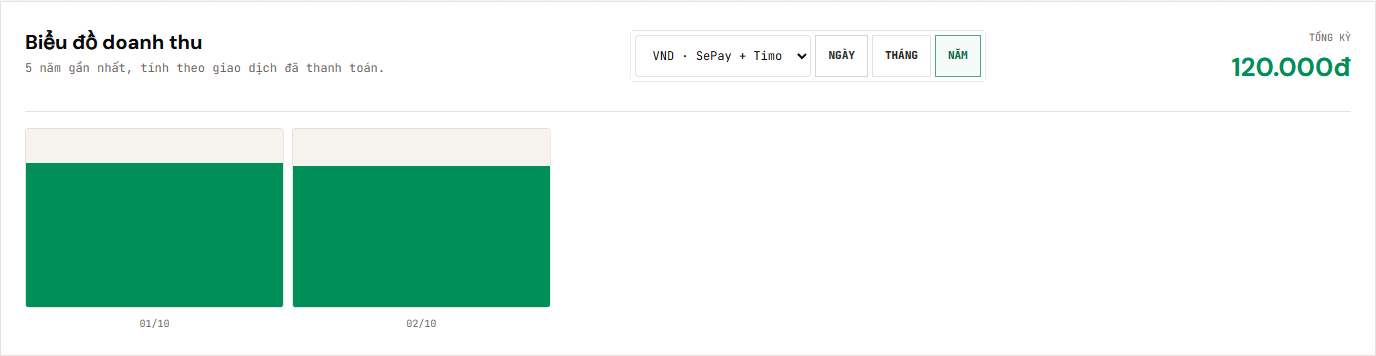 Biểu đồ doanh thu
5 năm gần nhất, tính theo giao dịch đã thanh toán.
VND · SePay + Timo
NGÀY
THÁNG
NĂM
TỔNG KỲ
120.000đ
01/10
02/10